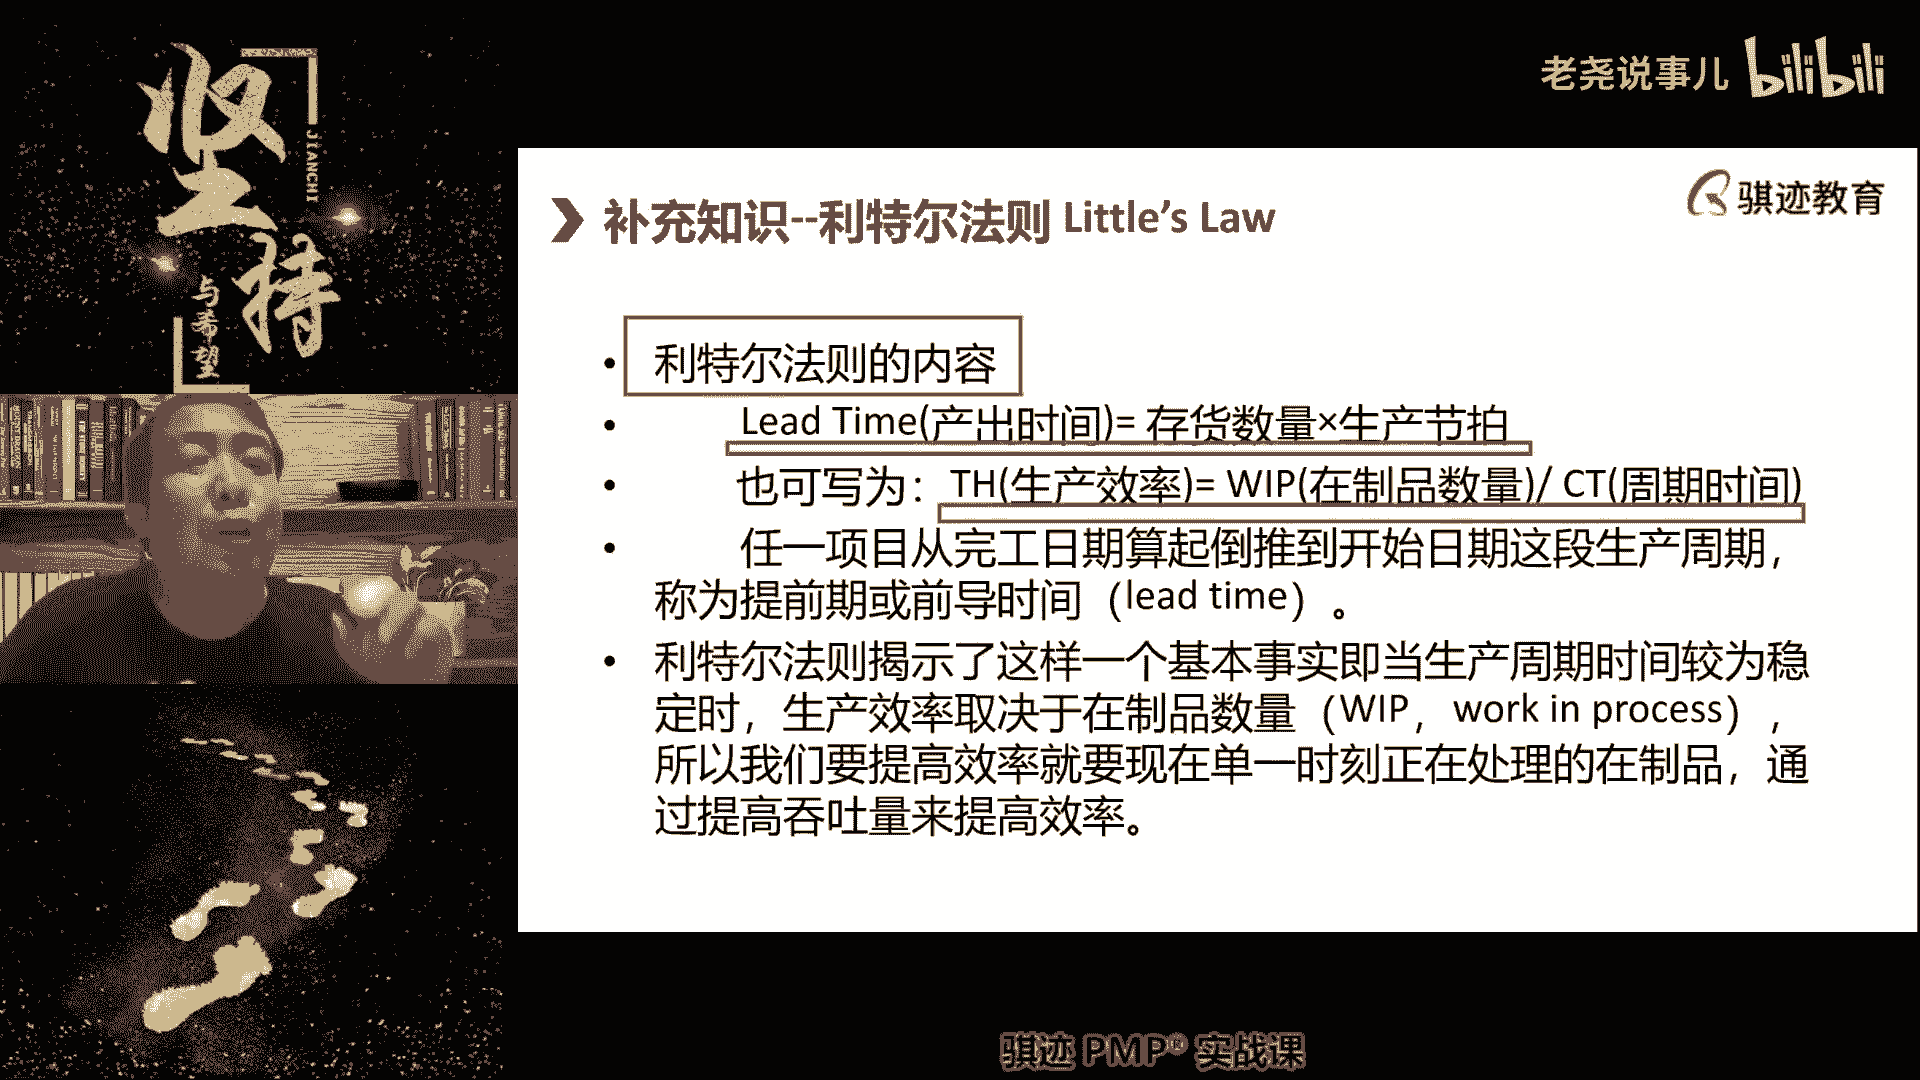 坚持
JIANCHI
与希望
老尧说事儿 bilibili
骐迹教育
补充知识--利特尔法则 Little's Law
• 利特尔法则的内容
• Lead Time(产出时间)= 存货数量×生产节拍
• 也可写为：TH(生产效率)= WIP(在制品数量)/ CT(周期时间)
• 任一项目从完工日期算起倒推到开始日期这段生产周期，
称为提前期或前导时间（lead time）。
• 利特尔法则揭示了这样一个基本事实即当生产周期时间较为稳
定时，生产效率取决于在制品数量（WIP，work in process），
所以我们要提高效率就要现在单一时刻正在处理的在制品，通
过提高吞吐量来提高效率。
骐迹 PMP® 实战课